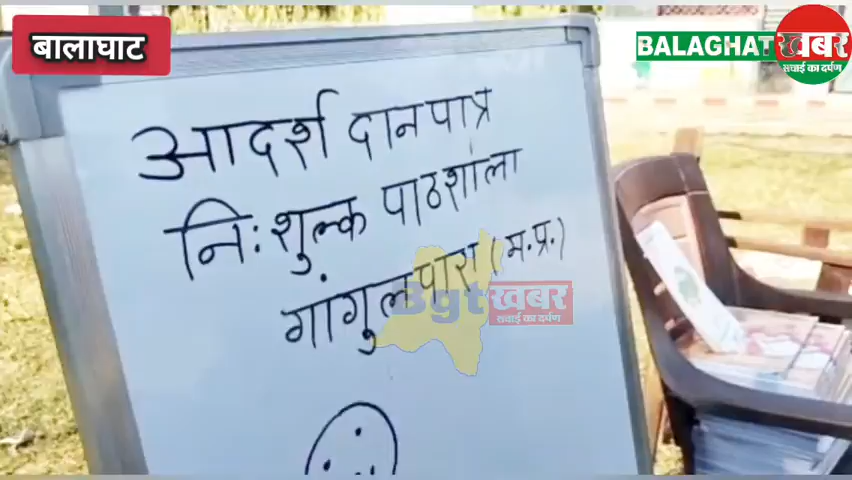 बालाघाट
BALAGHAT खबर
सच्चाई का दर्पण
आदर्श दानपात्र
निःशुल्क पाठशाला
गांगुलपारा (म.प्र.)
Bgt खबर
सच्चाई का दर्पण